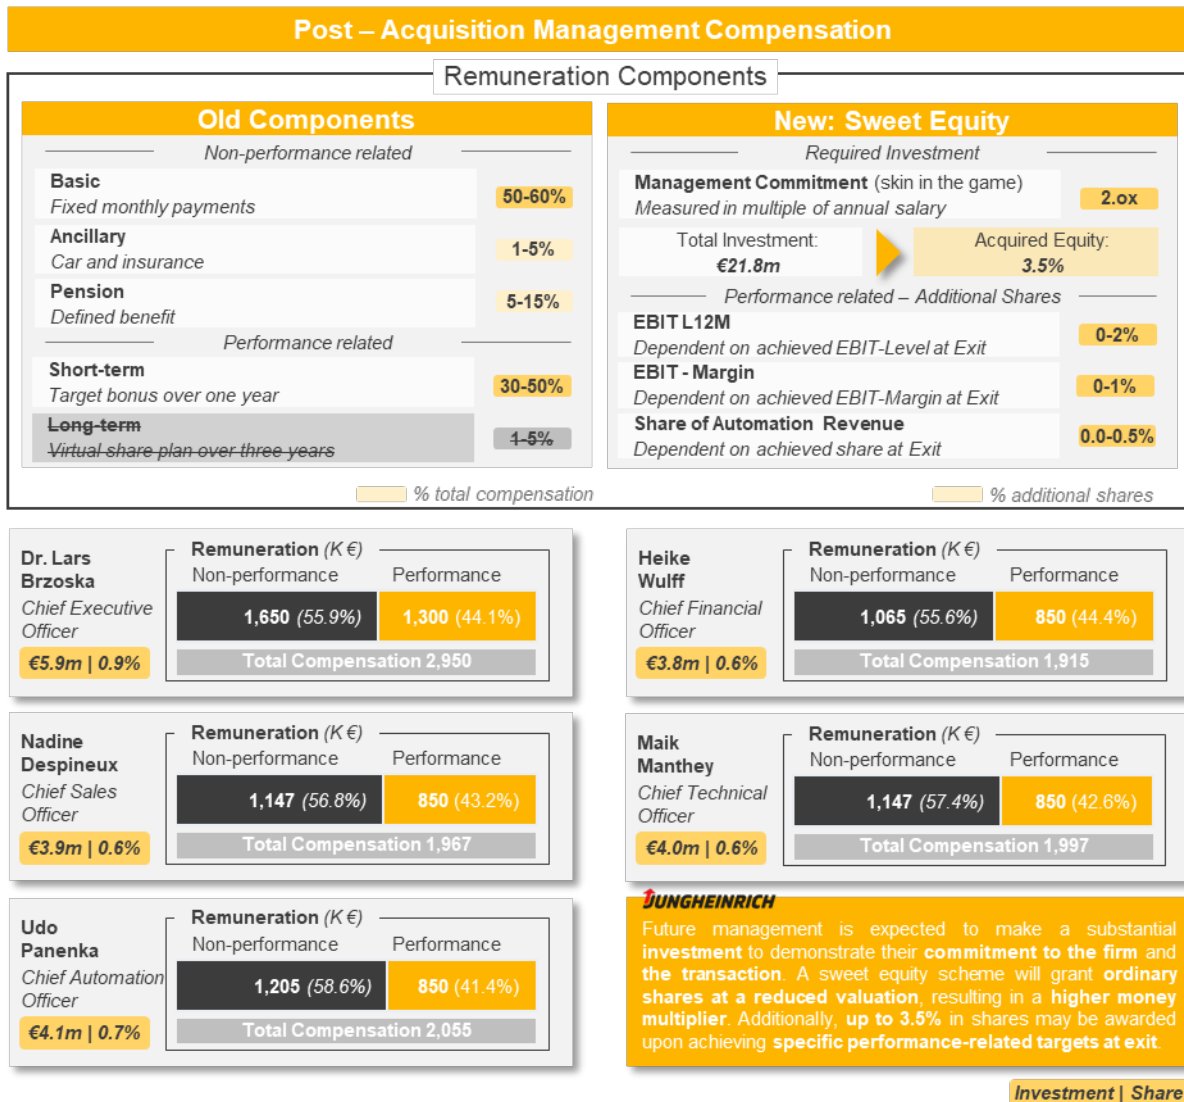 Post – Acquisition Management Compensation
Remuneration Components
Old Components
Non-performance related
Basic
Fixed monthly payments
50-60%
Ancillary
Car and insurance
1-5%
Pension
Defined benefit
5-15%
Performance related
Short-term
Target bonus over one year
30-50%
Long-term
Virtual share plan over three years
1-5%
% total compensation
New: Sweet Equity
Required Investment
Management Commitment (skin in the game)
Measured in multiple of annual salary
2.ox
Total Investment:
€21.8m
Acquired Equity:
3.5%
Performance related – Additional Shares
EBIT L12M
Dependent on achieved EBIT-Level at Exit
0-2%
EBIT - Margin
Dependent on achieved EBIT-Margin at Exit
0-1%
Share of Automation Revenue
Dependent on achieved share at Exit
0.0-0.5%
% additional shares
Dr. Lars
Brzoska
Chief Executive
Officer
€5.9m | 0.9%
Remuneration (K €)
Non-performance Performance
1,650 (55.9%) 1,300 (44.1%)
Total Compensation 2,950
Heike
Wulff
Chief Financial
Officer
€3.8m | 0.6%
Remuneration (K €)
Non-performance Performance
1,065 (55.6%) 850 (44.4%)
Total Compensation 1,915
Nadine
Despineux
Chief Sales
Officer
€3.9m | 0.6%
Remuneration (K €)
Non-performance Performance
1,147 (56.8%) 850 (43.2%)
Total Compensation 1,967
Maik
Manthey
Chief Technical
Officer
€4.0m | 0.6%
Remuneration (K €)
Non-performance Performance
1,147 (57.4%) 850 (42.6%)
Total Compensation 1,997
Udo
Panenka
Chief Automation
Officer
€4.1m | 0.7%
Remuneration (K €)
Non-performance Performance
1,205 (58.6%) 850 (41.4%)
Total Compensation 2,055
JUNGHEINRICH
Future management is expected to make a substantial
investment to demonstrate their commitment to the firm and
the transaction. A sweet equity scheme will grant ordinary
shares at a reduced valuation, resulting in a higher money
multiplier. Additionally, up to 3.5% in shares may be awarded
upon achieving specific performance-related targets at exit.
Investment | Share